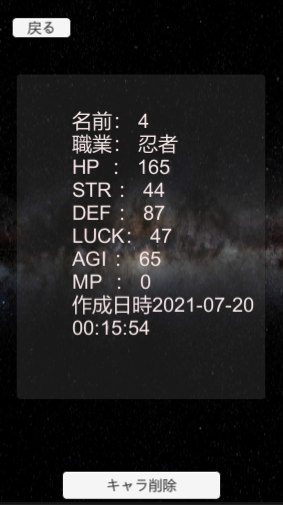 戻る
名前： 4
職業： 忍者
HP ： 165
STR ： 44
DEF ： 87
LUCK： 47
AGI ： 65
MP ： 0
作成日時2021-07-20
00:15:54
キャラ削除